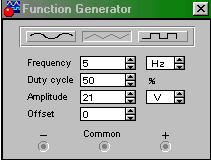 Function Generator
Frequency 5 Hz
Duty cycle 50 %
Amplitude 21 V
Offset 0
− Common +